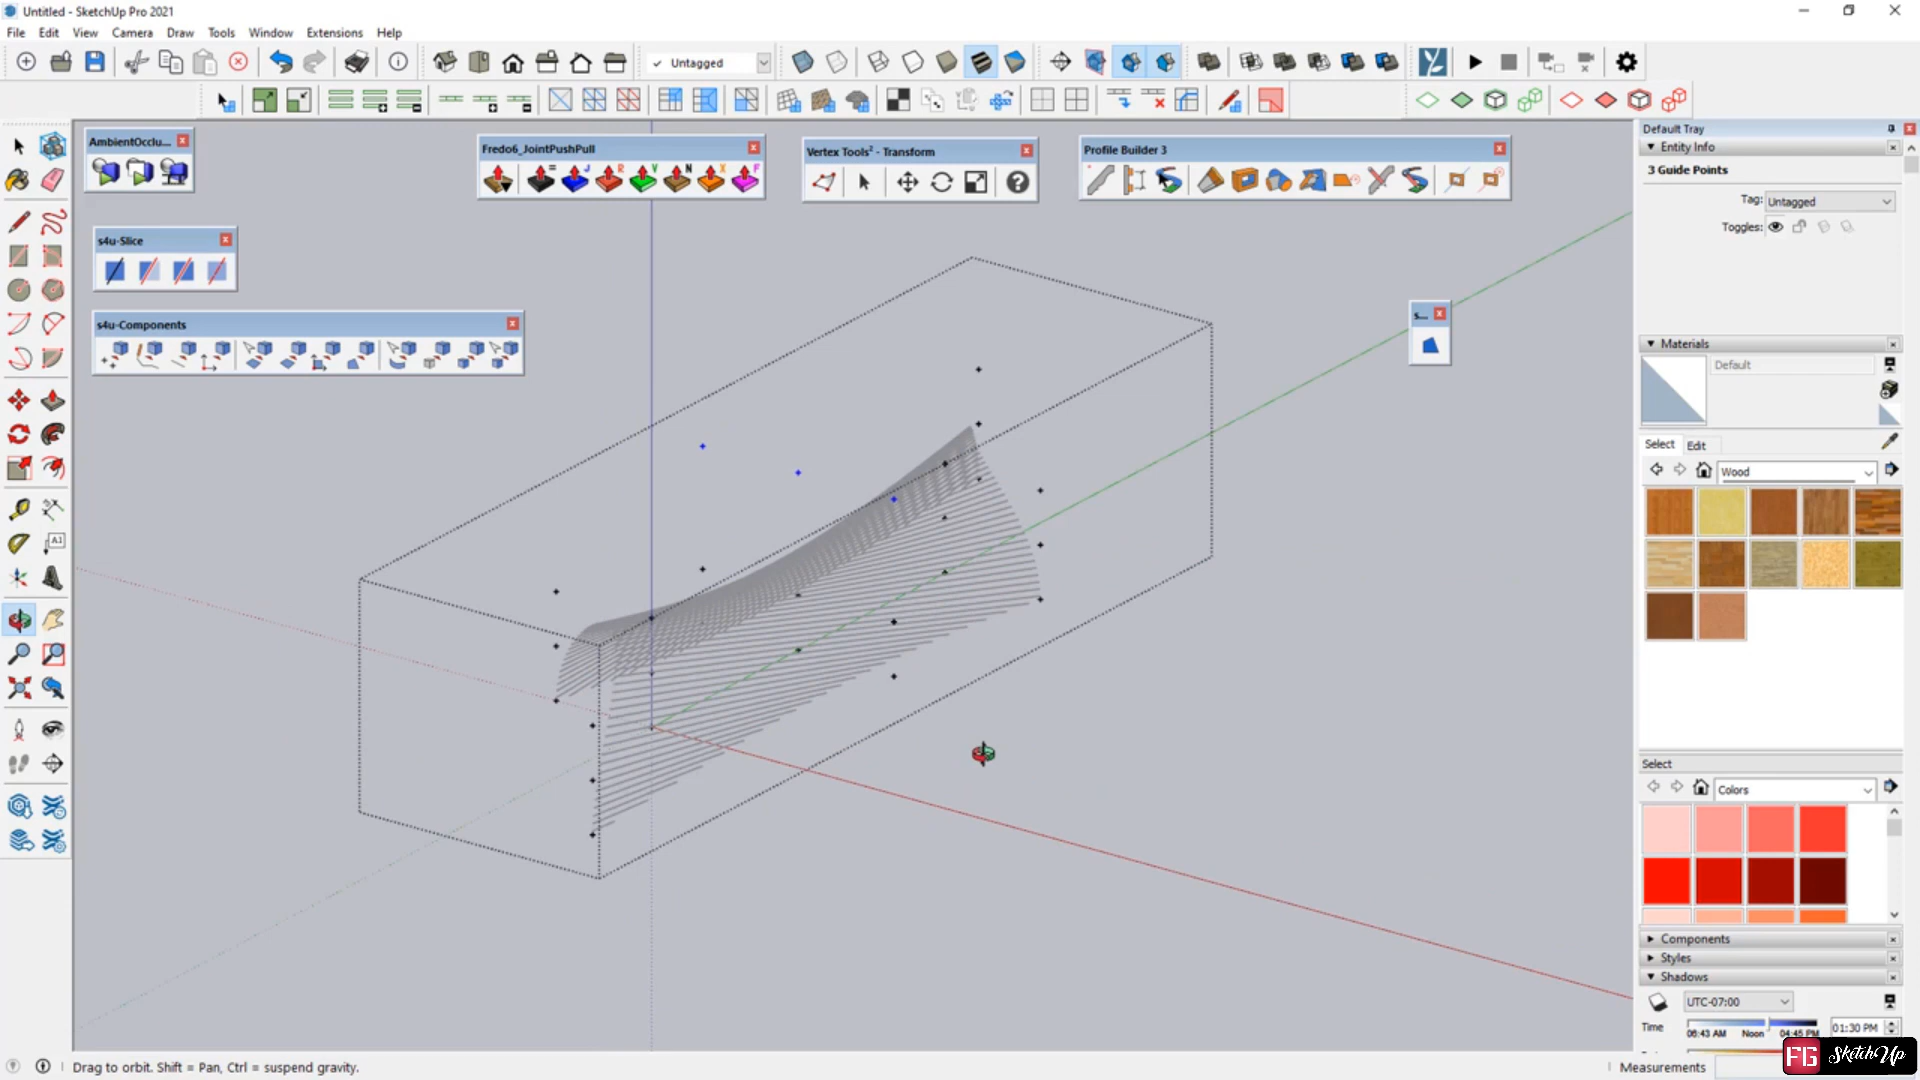 Untitled - SketchUp Pro 2021
File Edit View Camera Draw Tools Window Extensions Help
Untagged
Default Tray
Entity Info
3 Guide Points
Tag: Untagged
Toggles:
AmbientOcclu...
Fredo6_JointPushPull
= J R V N X F
Vertex Tools² - Transform
Profile Builder 3
s4u-Slice
s4u-Components
s...
Materials
Default
Select Edit
Wood
A1
Select
Colors
Components
Styles
Shadows
UTC-07:00
Time 06:43 AM Noon 04:45 PM 01:30 PM
Drag to orbit. Shift = Pan, Ctrl = suspend gravity.
Measurements
FG SketchUp